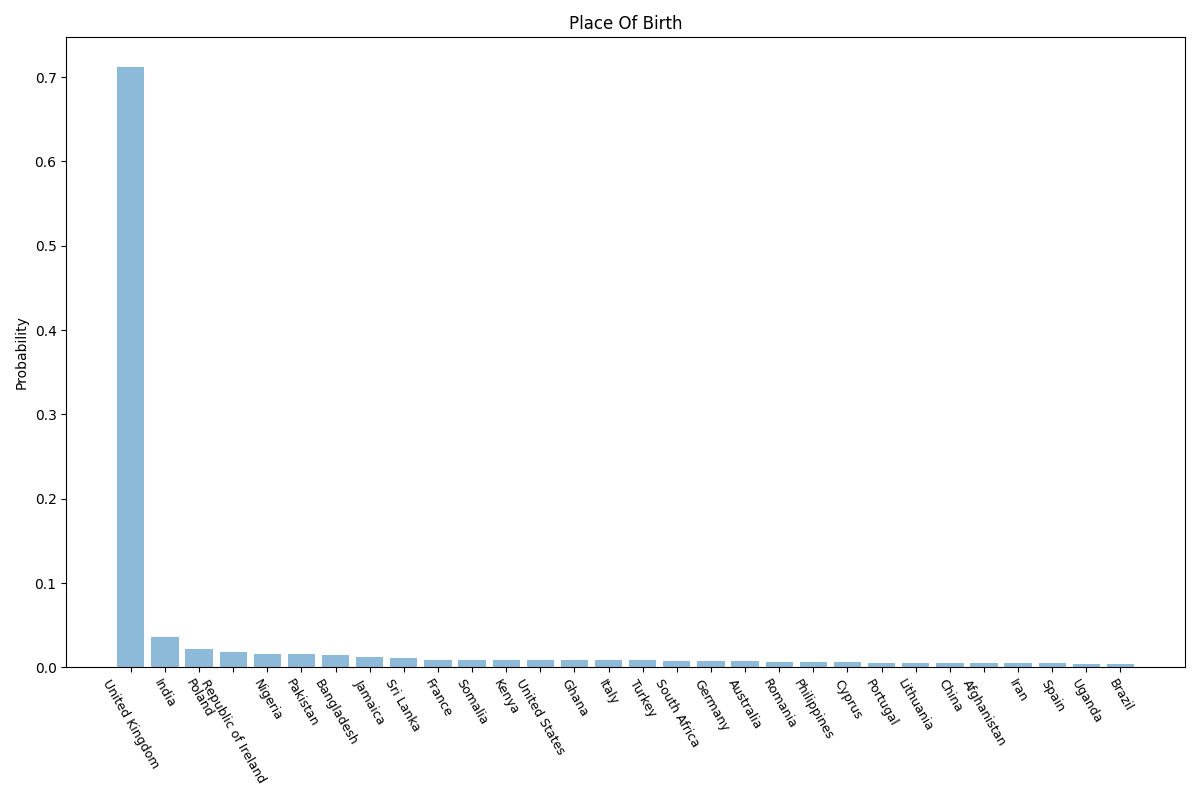 Place Of Birth
Probability
0.7
0.6
0.5
0.4
0.3
0.2
0.1
0.0
United Kingdom
India
Poland
Republic of Ireland
Nigeria
Pakistan
Bangladesh
Jamaica
Sri Lanka
France
Somalia
Kenya
United States
Ghana
Italy
Turkey
South Africa
Germany
Australia
Romania
Philippines
Cyprus
Portugal
Lithuania
China
Afghanistan
Iran
Spain
Uganda
Brazil